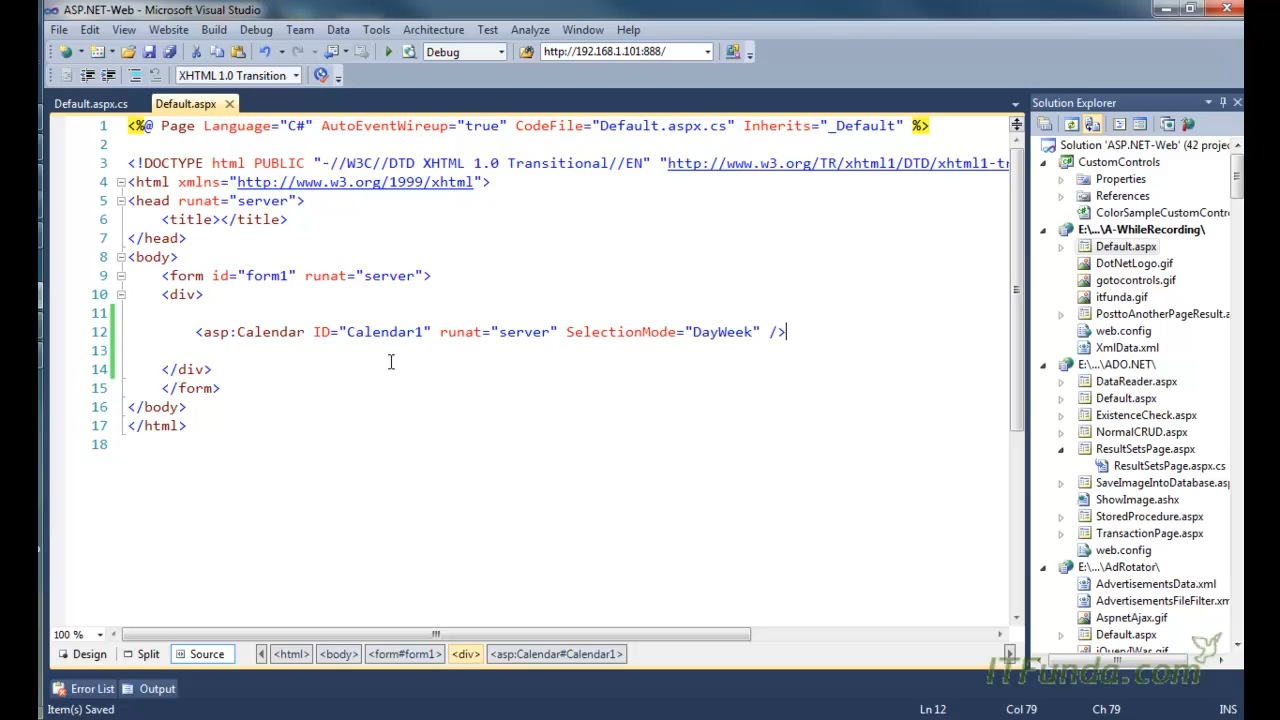 ASP.NET-Web - Microsoft Visual Studio
File Edit View Website Build Debug Team Data Tools Architecture Test Analyze Window Help
Debug http://192.168.1.101:888/
XHTML 1.0 Transition
Default.aspx.cs Default.aspx
1 <%@ Page Language="C#" AutoEventWireup="true" CodeFile="Default.aspx.cs" Inherits="_Default" %>
2
3 <!DOCTYPE html PUBLIC "-//W3C//DTD XHTML 1.0 Transitional//EN" "http://www.w3.org/TR/xhtml1/DTD/xhtml1-tr
4 <html xmlns="http://www.w3.org/1999/xhtml">
5 <head runat="server">
6 <title></title>
7 </head>
8 <body>
9 <form id="form1" runat="server">
10 <div>
11
12 <asp:Calendar ID="Calendar1" runat="server" SelectionMode="DayWeek" />
13
14 </div>
15 </form>
16 </body>
17 </html>
18
100 %
Design Split Source <html> <body> <form#form1> <div> <asp:Calendar#Calendar1>
Error List Output
Item(s) Saved Ln 12 Col 79 Ch 79 INS
Solution Explorer
Solution 'ASP.NET-Web' (42 projec
CustomControls
Properties
References
ColorSampleCustomContr
E:\...\A-WhileRecording\
Default.aspx
DotNetLogo.gif
gotocontrols.gif
itfunda.gif
PosttoAnotherPageResult.a
web.config
XmlData.xml
E:\...\ADO.NET\
DataReader.aspx
Default.aspx
ExistenceCheck.aspx
NormalCRUD.aspx
ResultSetsPage.aspx
ResultSetsPage.aspx.cs
SaveImageIntoDatabase.asp
ShowImage.ashx
StoredProcedure.aspx
TransactionPage.aspx
web.config
E:\...\AdRotator\
AdvertisementsData.xml
AdvertisementsFileFilter.xm
AspnetAjax.gif
Default.aspx
jQueryIWas.gif
ITFunda.com